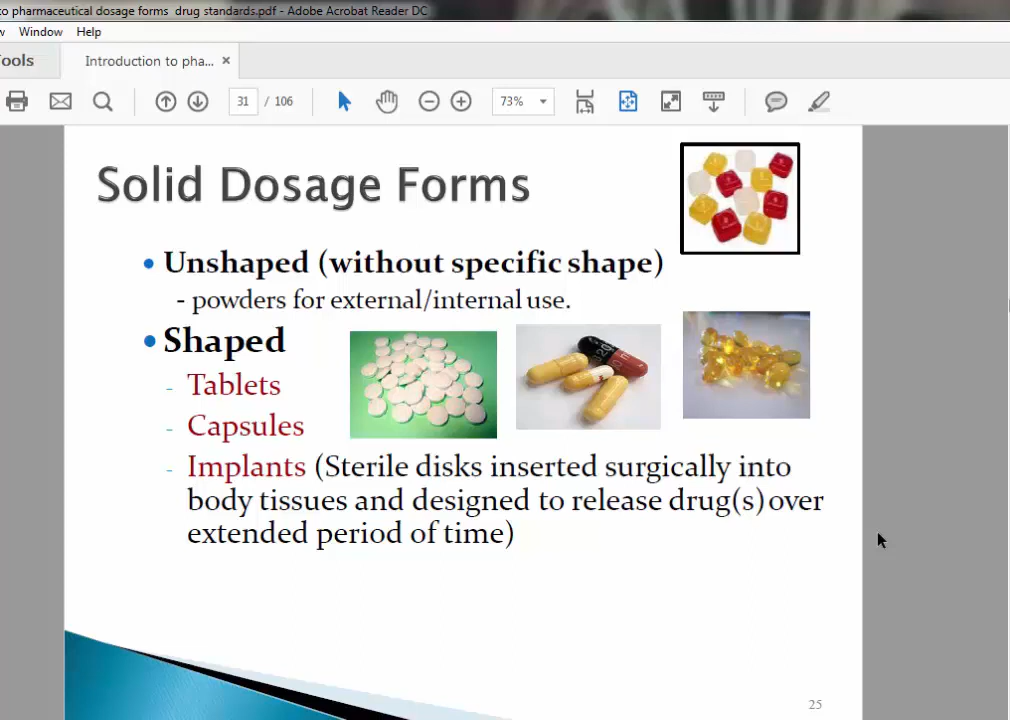 to pharmaceutical dosage forms drug standards.pdf - Adobe Acrobat Reader DC
w Window Help
ools Introduction to pha... ×
31 / 106 73%
Solid Dosage Forms
• Unshaped (without specific shape)
- powders for external/internal use.
• Shaped
- Tablets
- Capsules
- Implants (Sterile disks inserted surgically into
body tissues and designed to release drug(s) over
extended period of time)
25